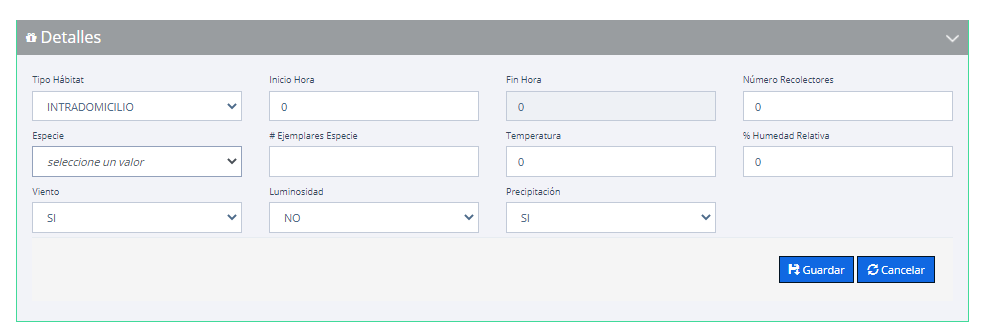 Detalles
Tipo Hábitat Inicio Hora Fin Hora Número Recolectores
INTRADOMICILIO 0 0 0
Especie # Ejemplares Especie Temperatura % Humedad Relativa
seleccione un valor 0 0
Viento Luminosidad Precipitación
SI NO SI
Guardar Cancelar